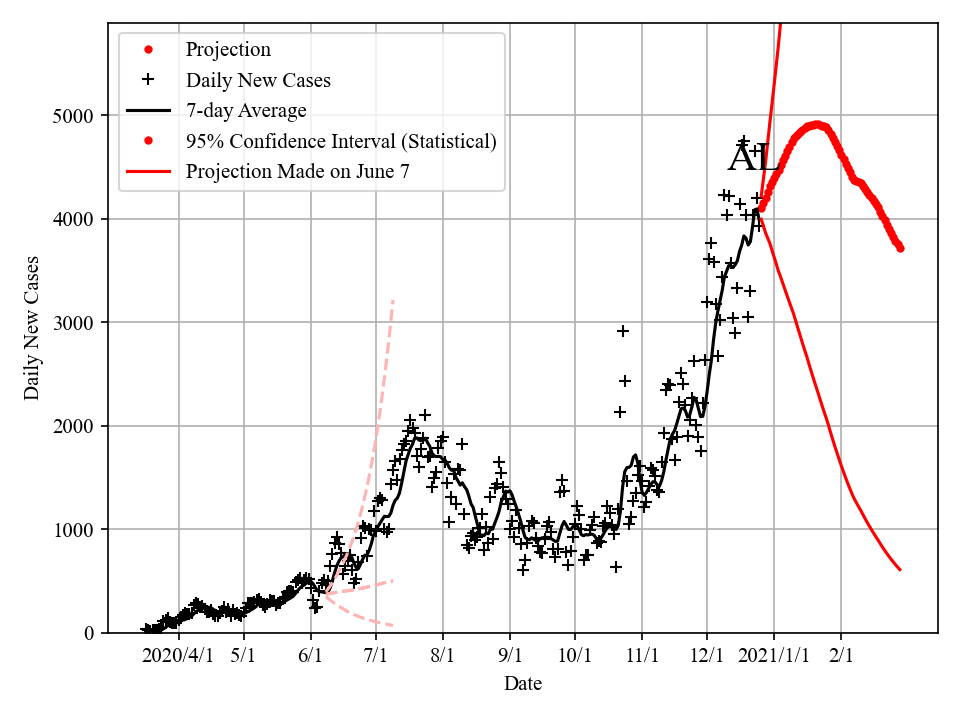 Projection
Daily New Cases
7-day Average
95% Confidence Interval (Statistical)
Projection Made on June 7
AL
5000
4000
3000
2000
1000
0
Daily New Cases
2020/4/1 5/1 6/1 7/1 8/1 9/1 10/1 11/1 12/1 2021/1/1 2/1
Date